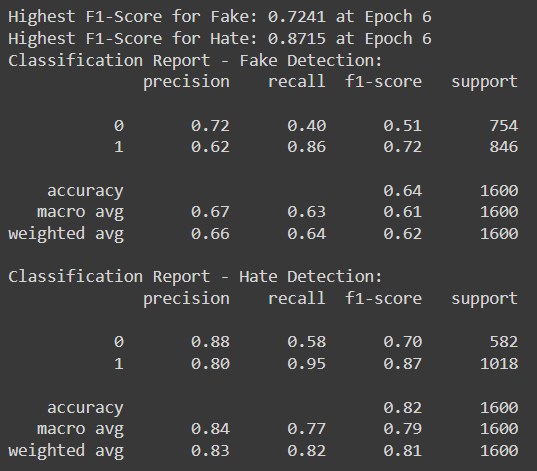 Highest F1-Score for Fake: 0.7241 at Epoch 6
Highest F1-Score for Hate: 0.8715 at Epoch 6
Classification Report - Fake Detection:
precision recall f1-score support
0 0.72 0.40 0.51 754
1 0.62 0.86 0.72 846
accuracy 0.64 1600
macro avg 0.67 0.63 0.61 1600
weighted avg 0.66 0.64 0.62 1600
Classification Report - Hate Detection:
precision recall f1-score support
0 0.88 0.58 0.70 582
1 0.80 0.95 0.87 1018
accuracy 0.82 1600
macro avg 0.84 0.77 0.79 1600
weighted avg 0.83 0.82 0.81 1600